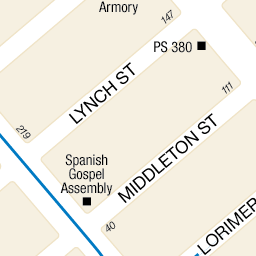 Armory
147
PS 380
LYNCH ST
111
219
MIDDLETON ST
Spanish
Gospel
Assembly
40
LORIMER